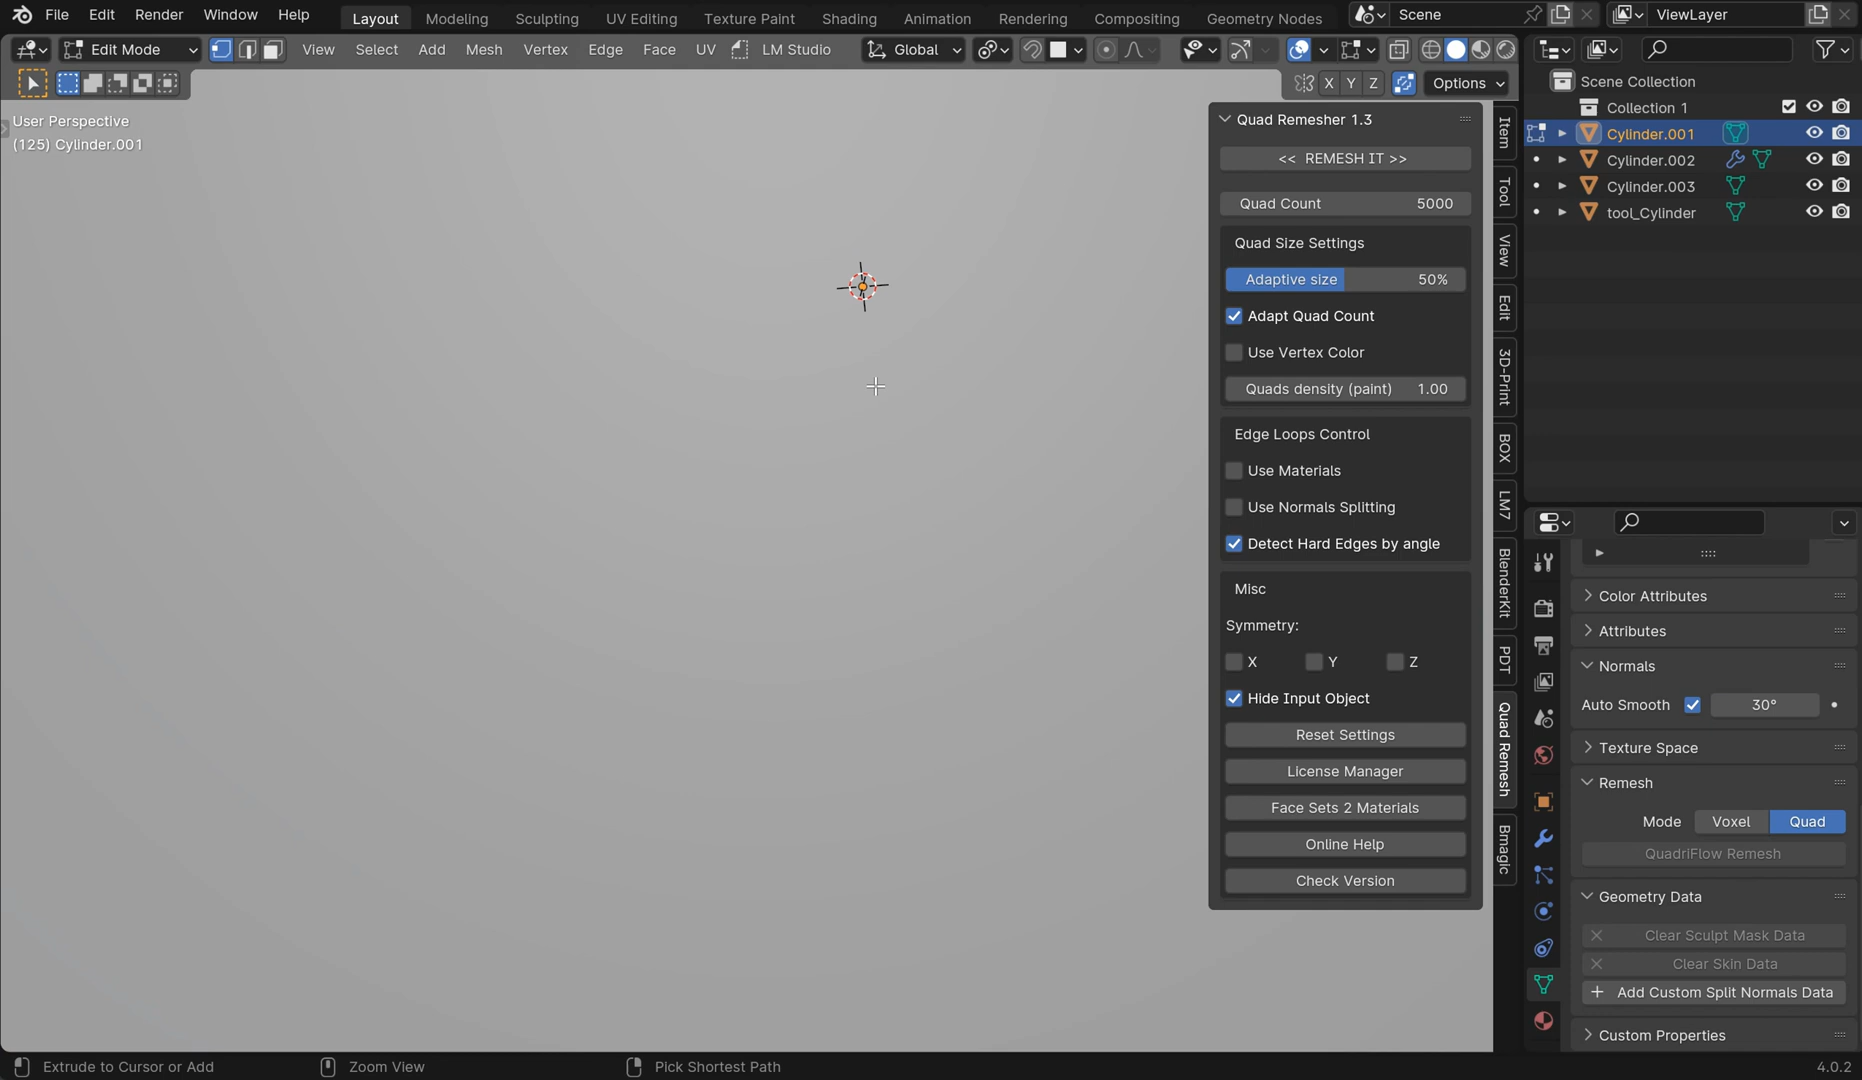 File Edit Render Window Help Layout Modeling Sculpting UV Editing Texture Paint Shading Animation Rendering Compositing Geometry Nodes Scene ViewLayer
Edit Mode View Select Add Mesh Vertex Edge Face UV LM Studio Global
X Y Z Options
User Perspective
(125) Cylinder.001
Quad Remesher 1.3
<< REMESH IT >>
Quad Count 5000
Quad Size Settings
Adaptive size 50%
Adapt Quad Count
Use Vertex Color
Quads density (paint) 1.00
Edge Loops Control
Use Materials
Use Normals Splitting
Detect Hard Edges by angle
Misc
Symmetry:
X Y Z
Hide Input Object
Reset Settings
License Manager
Face Sets 2 Materials
Online Help
Check Version
Item
Tool
View
Edit
3D-Print
BOX
LM7
BlenderKit
PDT
Quad Remesh
Bmagic
Scene Collection
Collection 1
Cylinder.001
Cylinder.002
Cylinder.003
tool_Cylinder
Color Attributes
Attributes
Normals
Auto Smooth 30°
Texture Space
Remesh
Mode Voxel Quad
QuadriFlow Remesh
Geometry Data
Clear Sculpt Mask Data
Clear Skin Data
Add Custom Split Normals Data
Custom Properties
Extrude to Cursor or Add Zoom View Pick Shortest Path 4.0.2